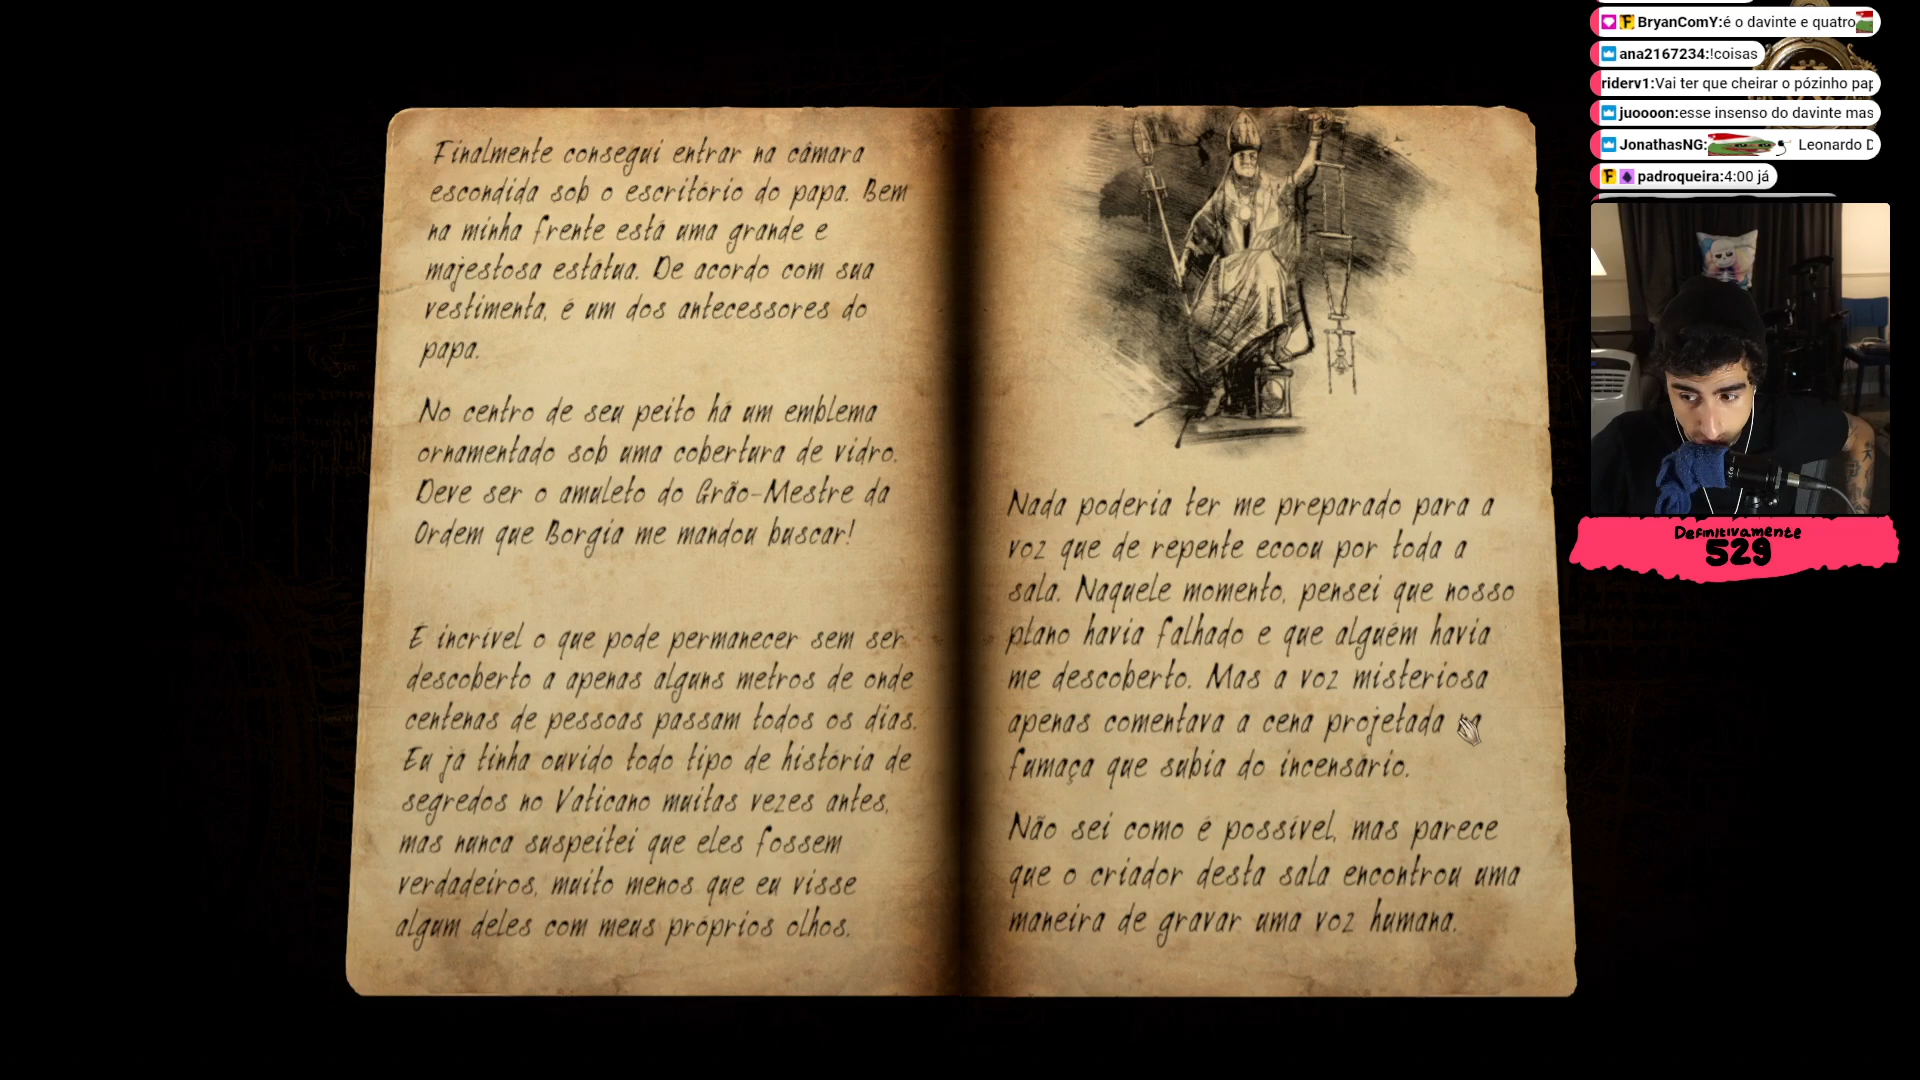 Finalmente consegui entrar na câmara
escondida sob o escritório do papa. Bem
na minha frente está uma grande e
majestosa estátua. De acordo com sua
vestimenta, é um dos antecessores do
papa.
No centro de seu peito há um emblema
ornamentado sob uma cobertura de vidro.
Deve ser o amuleto do Grão-Mestre da
Ordem que Borgia me mandou buscar!
É incrível o que pode permanecer sem ser
descoberto a apenas alguns metros de onde
centenas de pessoas passam todos os dias.
Eu já tinha ouvido todo tipo de história de
segredos no Vaticano muitas vezes antes,
mas nunca suspeitei que eles fossem
verdadeiros, muito menos que eu visse
algum deles com meus próprios olhos.
Nada poderia ter me preparado para a
voz que de repente ecoou por toda a
sala. Naquele momento, pensei que nosso
plano havia falhado e que alguém havia
me descoberto. Mas a voz misteriosa
apenas comentava a cena projetada na
fumaça que subia do incensário.
Não sei como é possível, mas parece
que o criador desta sala encontrou uma
maneira de gravar uma voz humana.
BryanComY:é o davinte e quatro
ana2167234:!coisas
riderv1:Vai ter que cheirar o pózinho pap
juoooon:esse insenso do davinte mas
JonathasNG: Leonardo D
padroqueira:4:00 já
Definitivamente
529